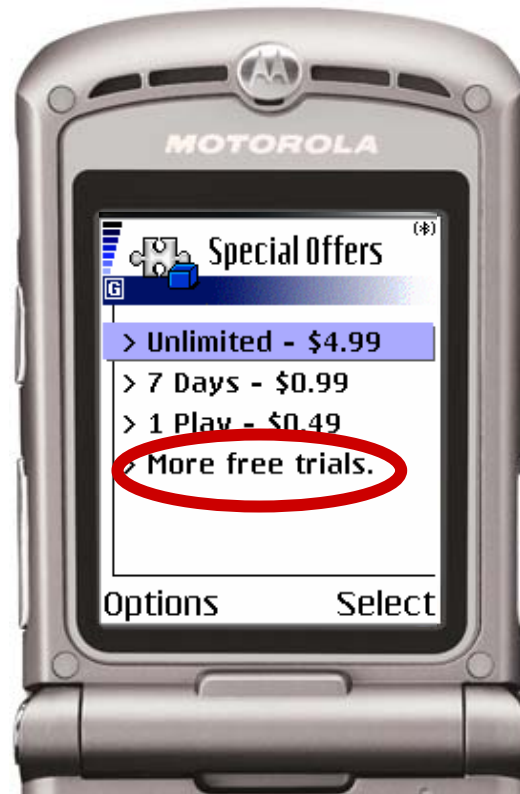 MOTOROLA
Special Offers
G
> Unlimited - $4.99
> 7 Days - $0.99
> 1 Play - $0.49
> More free trials.
Options Select